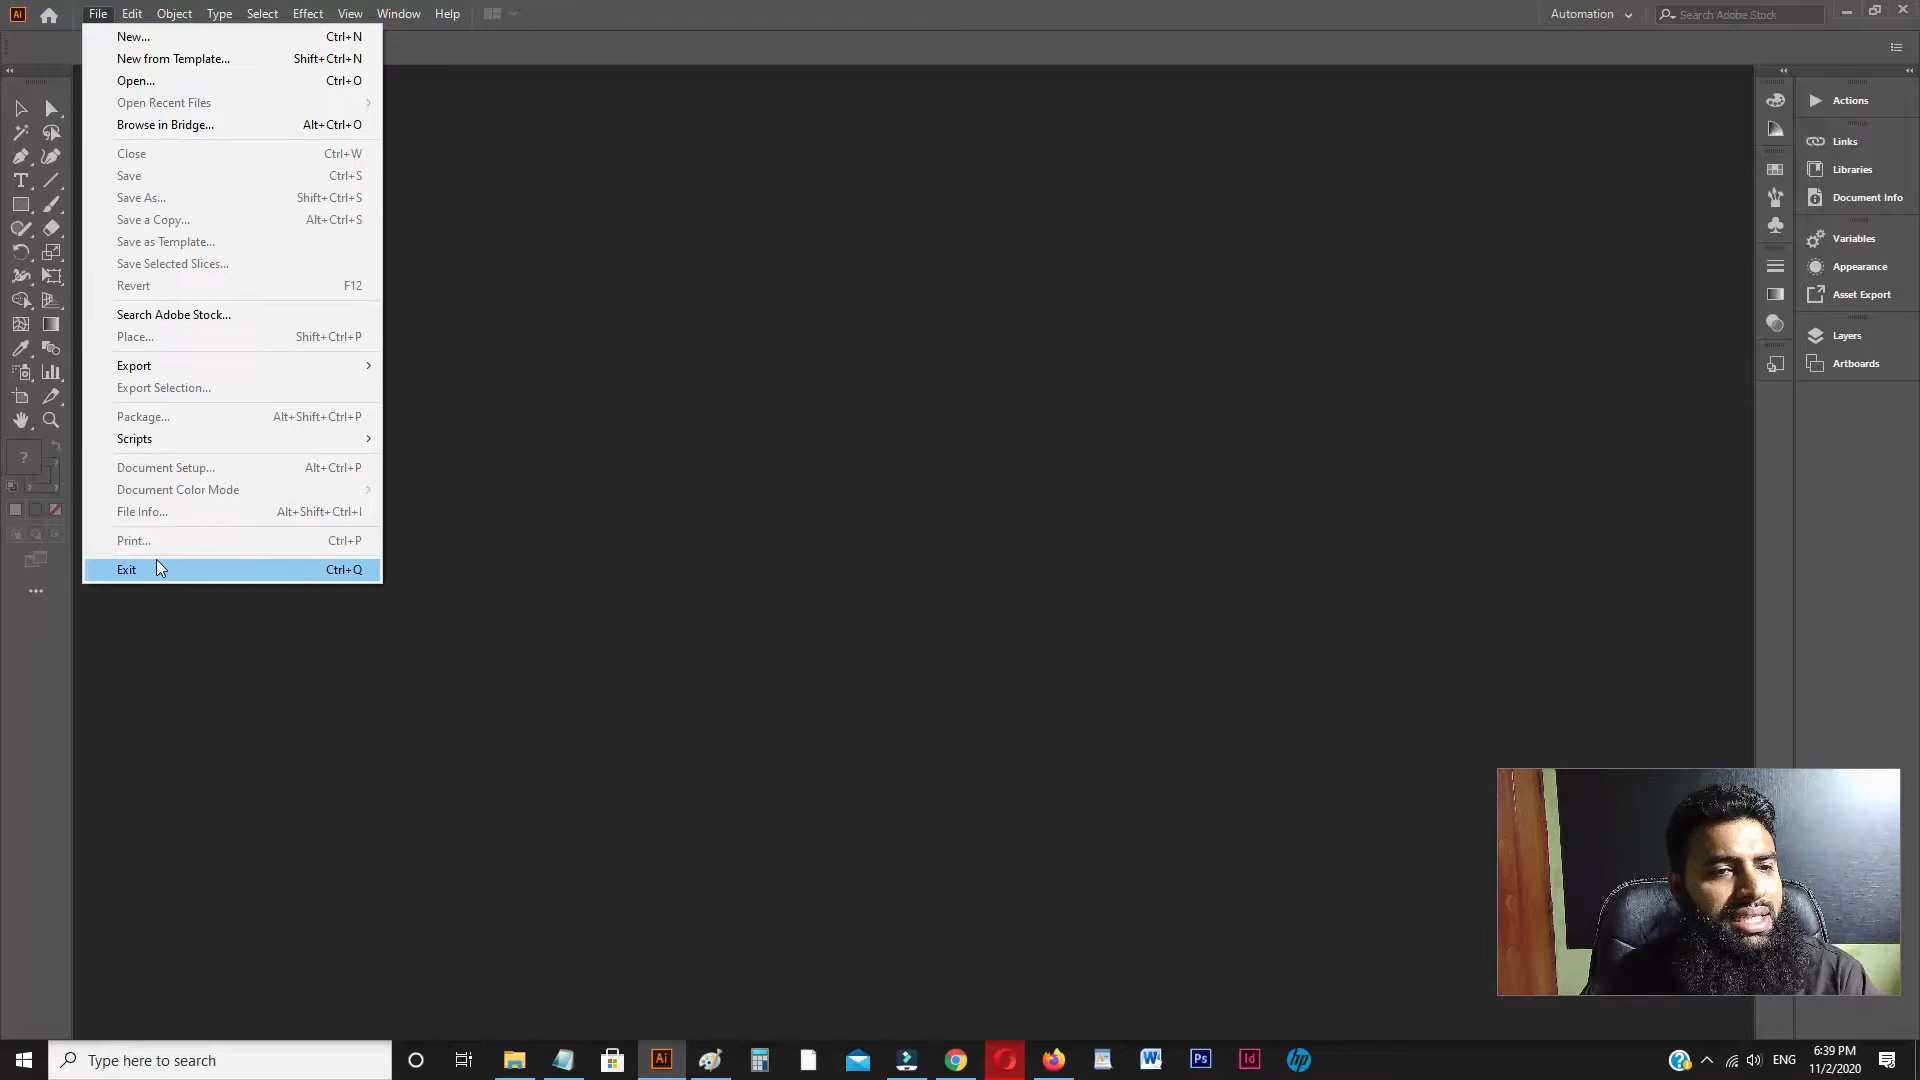 Ai File Edit Object Type Select Effect View Window Help Automation Search Adobe Stock
New... Ctrl+N
New from Template... Shift+Ctrl+N
Open... Ctrl+O
Open Recent Files
Browse in Bridge... Alt+Ctrl+O
Close Ctrl+W
Save Ctrl+S
Save As... Shift+Ctrl+S
Save a Copy... Alt+Ctrl+S
Save as Template...
Save Selected Slices...
Revert F12
Search Adobe Stock...
Place... Shift+Ctrl+P
Export
Export Selection...
Package... Alt+Shift+Ctrl+P
Scripts
Document Setup... Alt+Ctrl+P
Document Color Mode
File Info... Alt+Shift+Ctrl+I
Print... Ctrl+P
Exit Ctrl+Q
T
?
? ?
?
Actions
Links
Libraries
Document Info
Variables
Appearance
Asset Export
Layers
Artboards
Type here to search
Ai
W
Ps
Id
hp
?
ENG
6:39 PM
11/2/2020